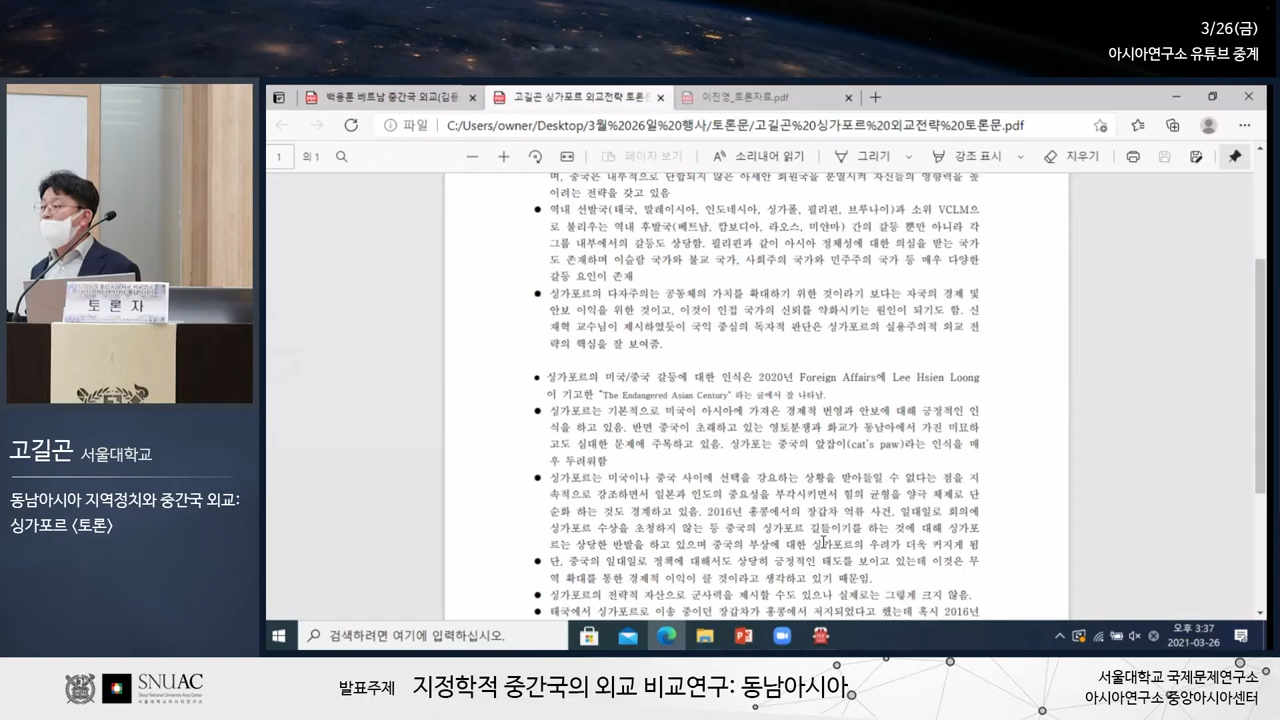 3/26(금)
아시아연구소 유튜브 중계
백용훈 베트남 중간국 외교(김용
고길곤 싱가포르 외교전략 토론
이진영_토론자료.pdf
파일 C:/Users/owner/Desktop/3월%2026일%20행사/토론문/고길곤%20싱가포르%20외교전략%20토론문.pdf
1 의 1
페이지 보기
소리내어 읽기
그리기
강조 표시
지우기
며, 중국은 내부적으로 단합되지 않은 아세안 회원국을 분열시켜 자신들의 영향력을 높
이려는 전략을 갖고 있음
● 역내 선발국(태국, 말레이시아, 인도네시아, 싱가폴, 필리핀, 브루나이)과 소위 VCLM으
로 불리우는 역내 후발국(베트남, 캄보디아, 라오스, 미얀마) 간의 갈등 뿐만 아니라 각
그룹 내부에서의 갈등도 상당함. 필리핀과 같이 아시아 정체성에 대한 의심을 받는 국가
도 존재하며 이슬람 국가와 불교 국가, 사회주의 국가와 민주주의 국가 등 매우 다양한
갈등 요인이 존재
● 싱가포르의 다자주의는 공동체의 가치를 확대하기 위한 것이라기 보다는 자국의 경제 및
안보 이익을 위한 것이고, 이것이 인접 국가의 신뢰를 약화시키는 원인이 되기도 함. 신
재혁 교수님이 제시하였듯이 국익 중심의 독자적 판단은 싱가포르의 실용주의적 외교 전
략의 핵심을 잘 보여줌.
● 싱가포르의 미국/중국 갈등에 대한 인식은 2020년 Foreign Affairs에 Lee Hsien Loong
이 기고한 "The Endangered Asian Century" 라는 글에서 잘 나타남.
● 싱가포르는 기본적으로 미국이 아시아에 가져온 경제적 번영과 안보에 대해 긍정적인 인
식을 하고 있음. 반면 중국이 초래하고 있는 영토분쟁과 화교가 동남아에서 가진 미묘하
고도 심대한 문제에 주목하고 있음. 싱가포는 중국의 앞잡이(cat's paw)라는 인식을 매
우 두려워함
● 싱가포르는 미국이나 중국 사이에 선택을 강요하는 상황을 받아들일 수 없다는 점을 지
속적으로 강조하면서 일본과 인도의 중요성을 부각시키면서 힘의 균형을 양극 체제로 단
순화 하는 것도 경계하고 있음. 2016년 홍콩에서의 장갑차 억류 사건, 일대일로 회의에
싱가포르 수상을 초청하지 않는 등 중국의 싱가포르 길들이기를 하는 것에 대해 싱가포
르는 상당한 반발을 하고 있으며 중국의 부상에 대한 싱가포르의 우려가 더욱 커지게 됨
● 단, 중국의 일대일로 정책에 대해서도 상당히 긍정적인 태도를 보이고 있는데 이것은 무
역 확대를 통한 경제적 이익이 클 것이라고 생각하고 있기 때문임.
● 싱가포르의 전략적 자산으로 군사력을 제시할 수도 있으나 실제로는 그렇게 크지 않음.
● 태국에서 싱가포르로 이송 중이던 장갑차가 홍콩에서 저지되었다고 했는데 혹시 2016년
토 론 자
고길곤 서울대학교
동남아시아 지역정치와 중간국 외교:
싱가포르 <토론>
검색하려면 여기에 입력하십시오.
오후 3:37
2021-03-26
SNUAC
서울대학교아시아연구소
발표주제 지정학적 중간국의 외교 비교연구: 동남아시아
서울대학교 국제문제연구소
아시아연구소 중앙아시아센터